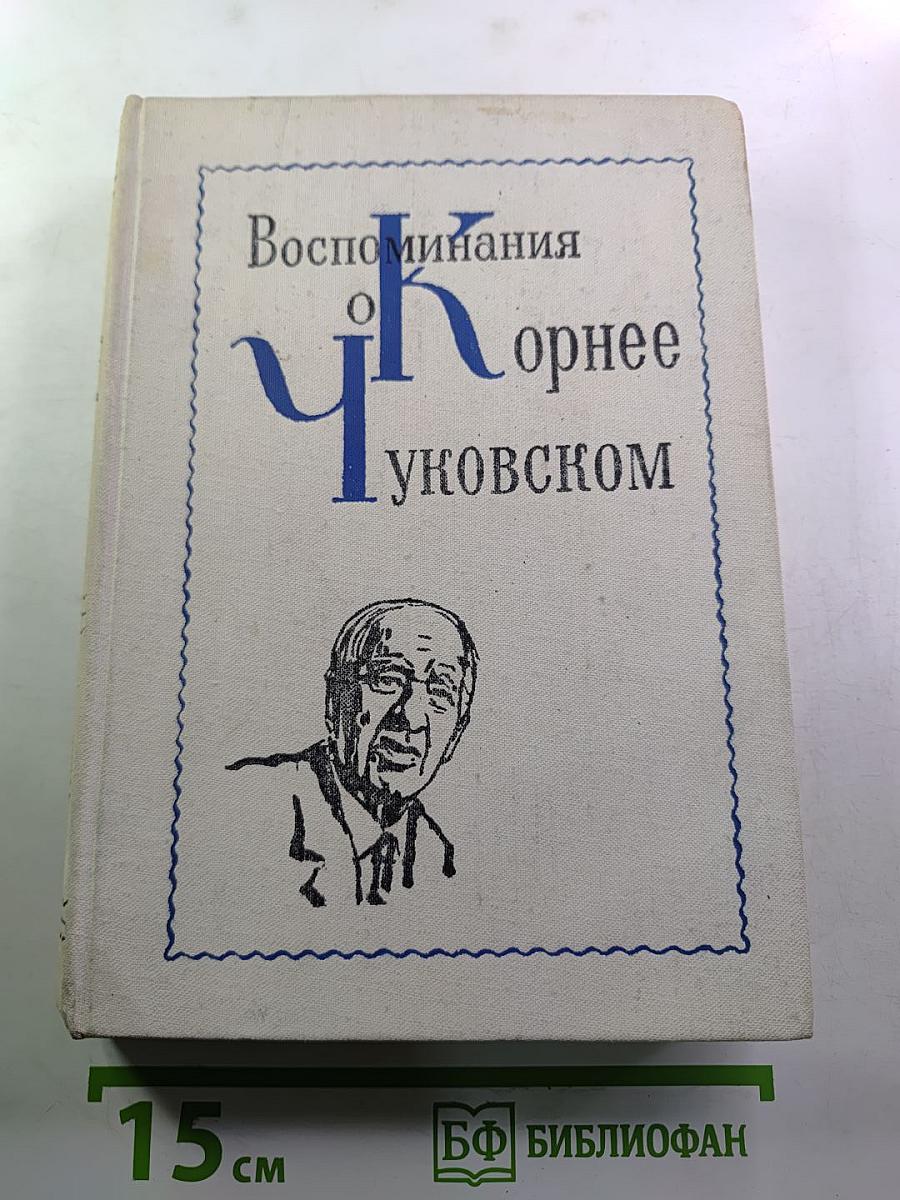 Воспоминания
о
Корнее
Чуковском
15 см
БФ БИБЛИОФАН